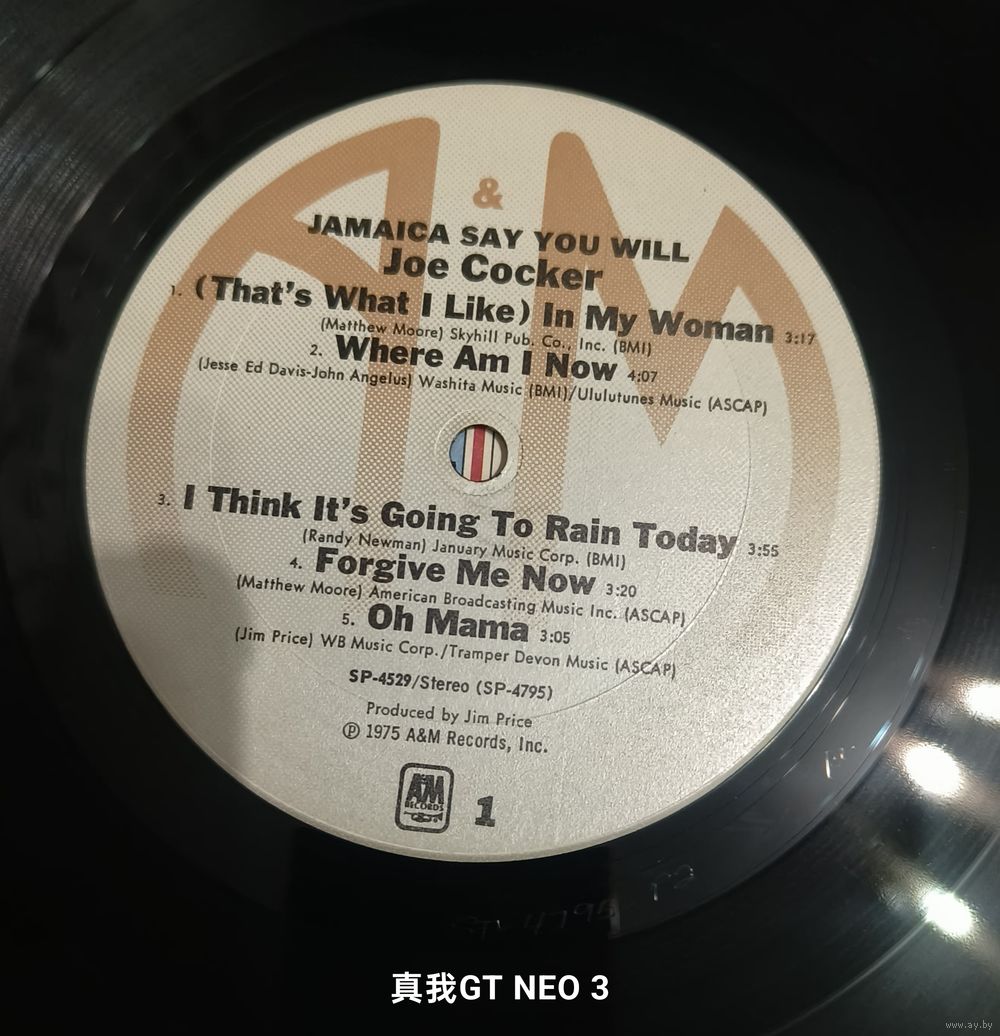 &
JAMAICA SAY YOU WILL
Joe Cocker
1. (That's What I Like) In My Woman 3:17
(Matthew Moore) Skyhill Pub. Co., Inc. (BMI)
2. Where Am I Now 4:07
(Jesse Ed Davis-John Angelus) Washita Music (BMI)/Ululutunes Music (ASCAP)
3. I Think It's Going To Rain Today 3:55
(Randy Newman) January Music Corp. (BMI)
4. Forgive Me Now 3:20
(Matthew Moore) American Broadcasting Music Inc. (ASCAP)
5. Oh Mama 3:05
(Jim Price) WB Music Corp./Tramper Devon Music (ASCAP)
SP-4529/Stereo (SP-4795)
Produced by Jim Price
℗ 1975 A&M Records, Inc.
AM
RECORDS
1
真我GT NEO 3
www.ay.by